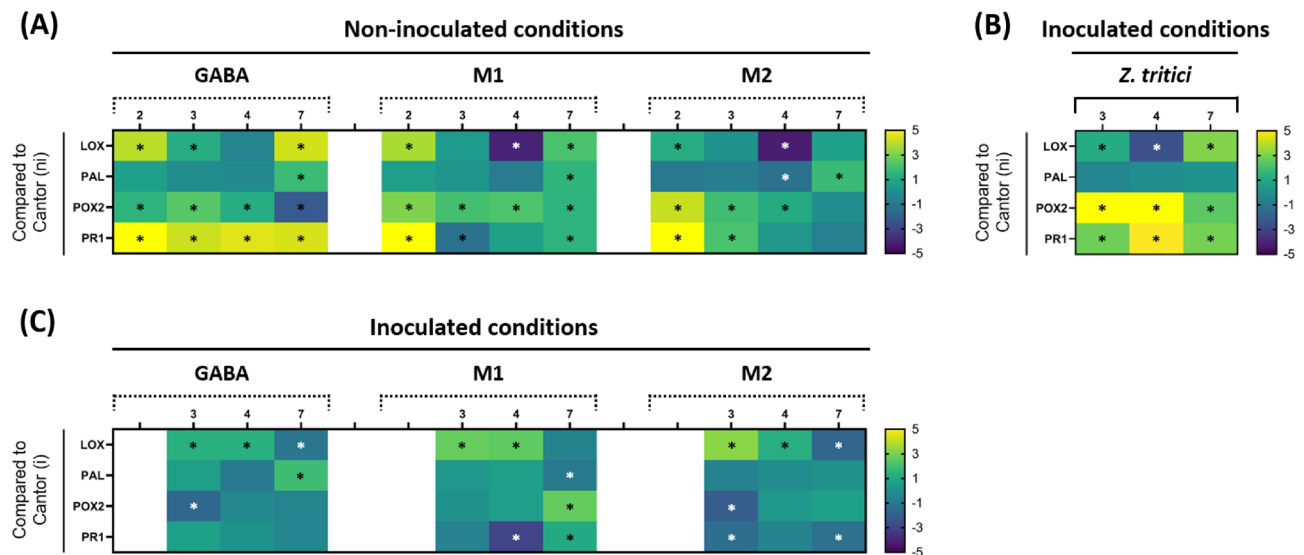 (A)
Non-inoculated conditions
GABA M1 M2
2 3 4 7 2 3 4 7 2 3 4 7
Compared to
Cantor (ni)
LOX
PAL
POX2
PR1
* * * * * * * *
* * *
* * * * * * * * * * *
* * * * * * * * *
5
3
1
-1
-3
-5
(B)
Inoculated conditions
Z. tritici
3 4 7
Compared to
Cantor (ni)
LOX
PAL
POX2
PR1
* * *
* * *
* * *
5
3
1
-1
-3
-5
(C)
Inoculated conditions
GABA M1 M2
3 4 7 3 4 7 3 4 7
Compared to
Cantor (i)
LOX
PAL
POX2
PR1
* * * * * * * *
* *
* * *
* * * *
5
3
1
-1
-3
-5